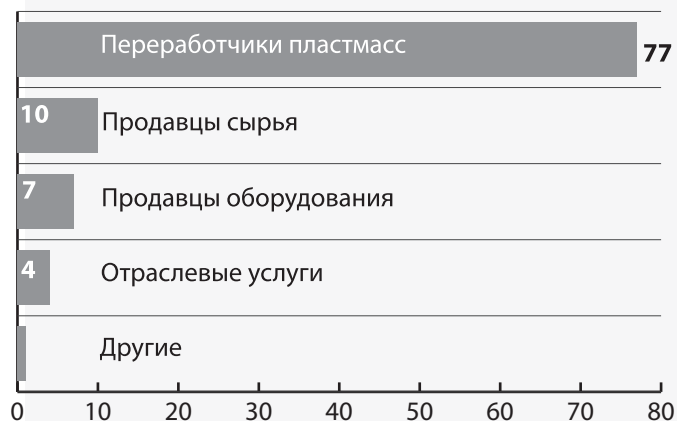 Переработчики пластмасс 77
10 Продавцы сырья
7 Продавцы оборудования
4 Отраслевые услуги
Другие
0 10 20 30 40 50 60 70 80